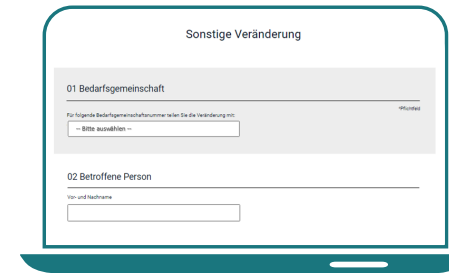 Sonstige Veränderung
01 Bedarfsgemeinschaft
*Pflichtfeld
Für folgende Bedarfsgemeinschaftsnummer teilen Sie die Veränderung mit:
-- Bitte auswählen --
02 Betroffene Person
Vor- und Nachname